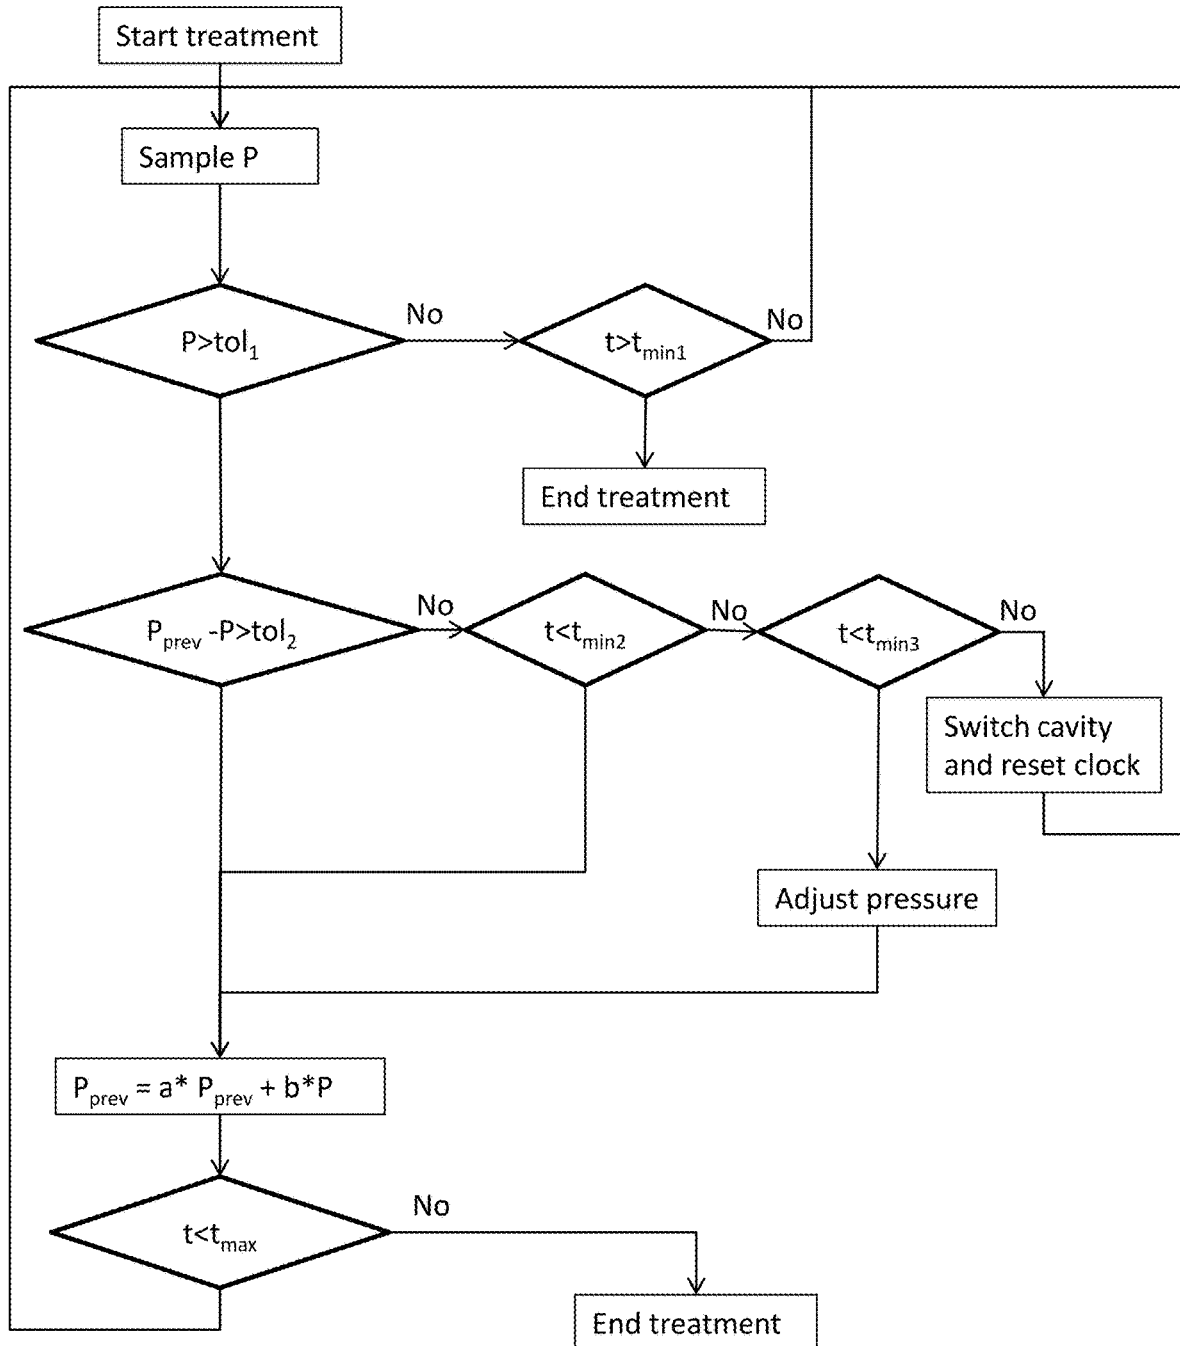 Start treatment
Sample P
P>tol₁
No
t>tₘᵢₙ₁
No
End treatment
Pₚᵣₑᵥ -P>tol₂
No
t<tₘᵢₙ₂
No
t<tₘᵢₙ₃
No
Switch cavity
and reset clock
Adjust pressure
Pₚᵣₑᵥ = a* Pₚᵣₑᵥ + b*P
t<tₘₐₓ
No
End treatment